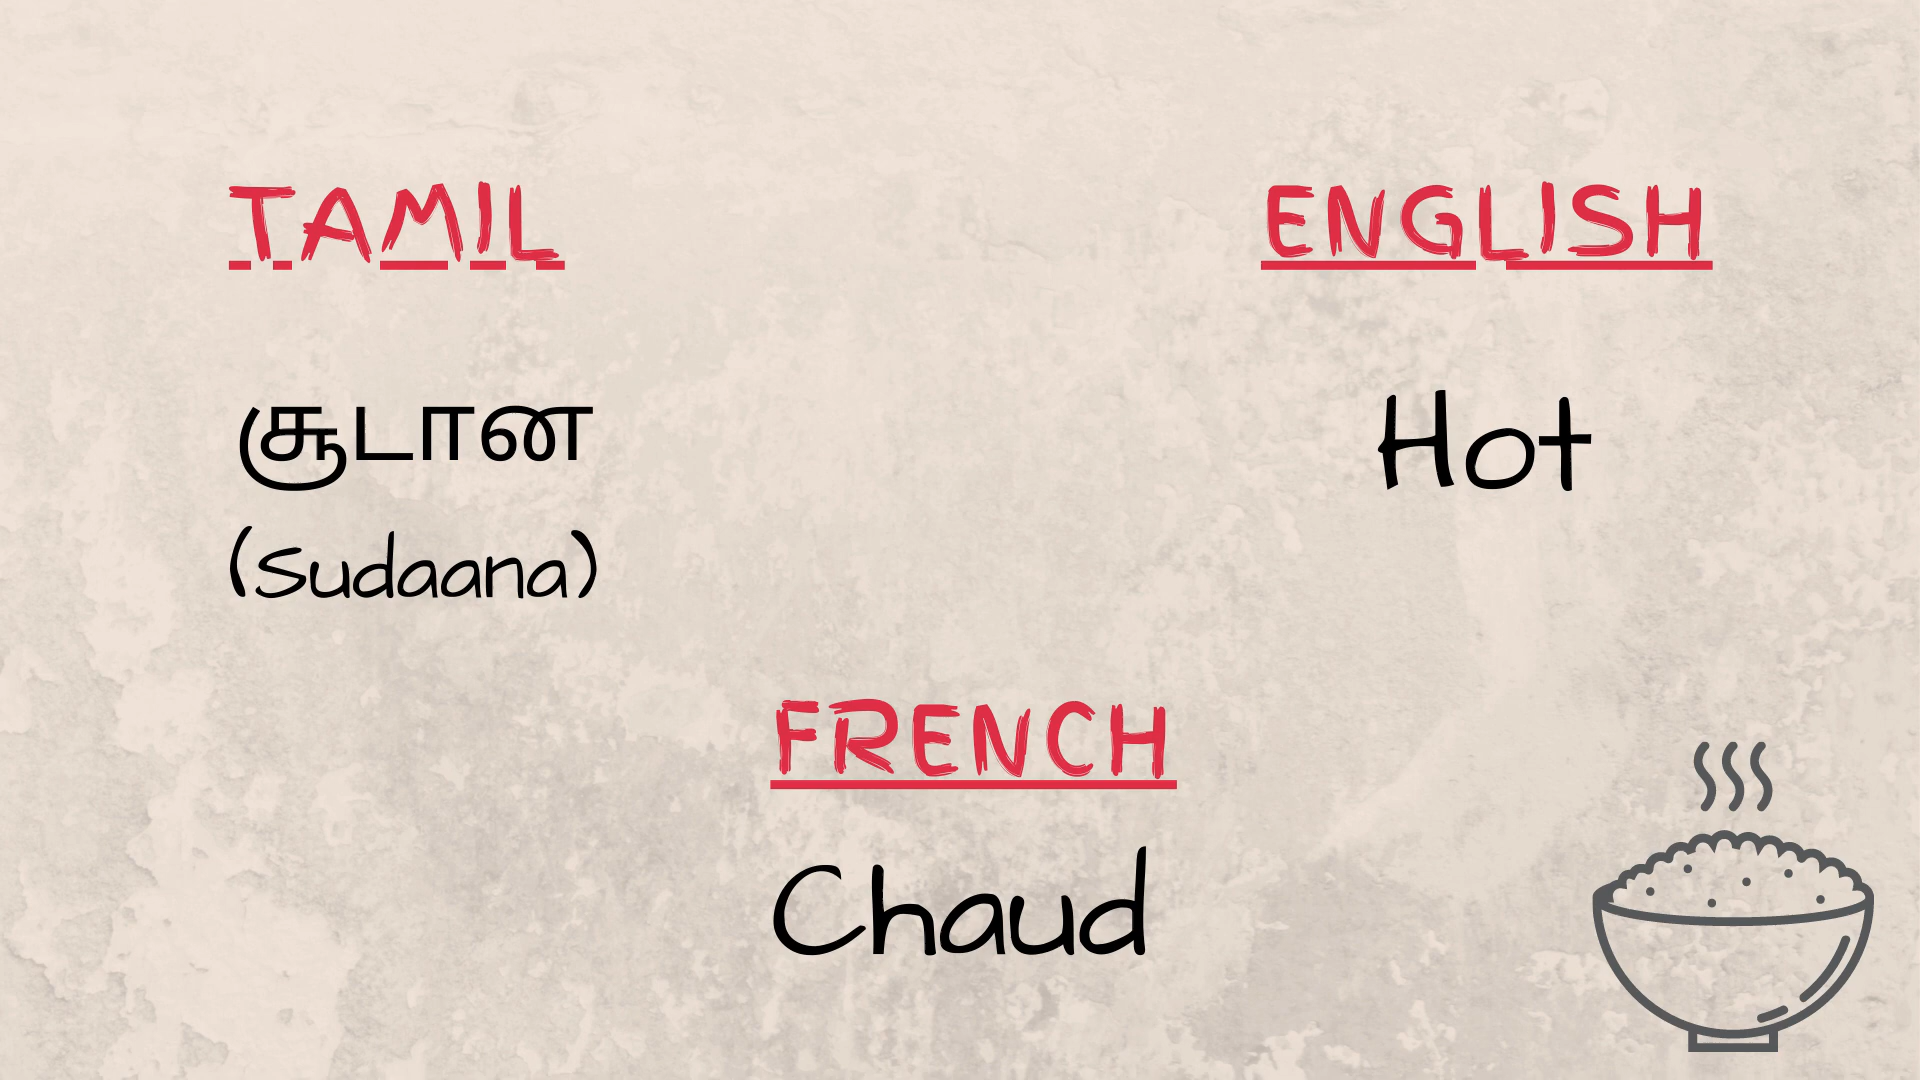 TAMIL
சூடான
(Sudaana)
ENGLISH
Hot
FRENCH
Chaud